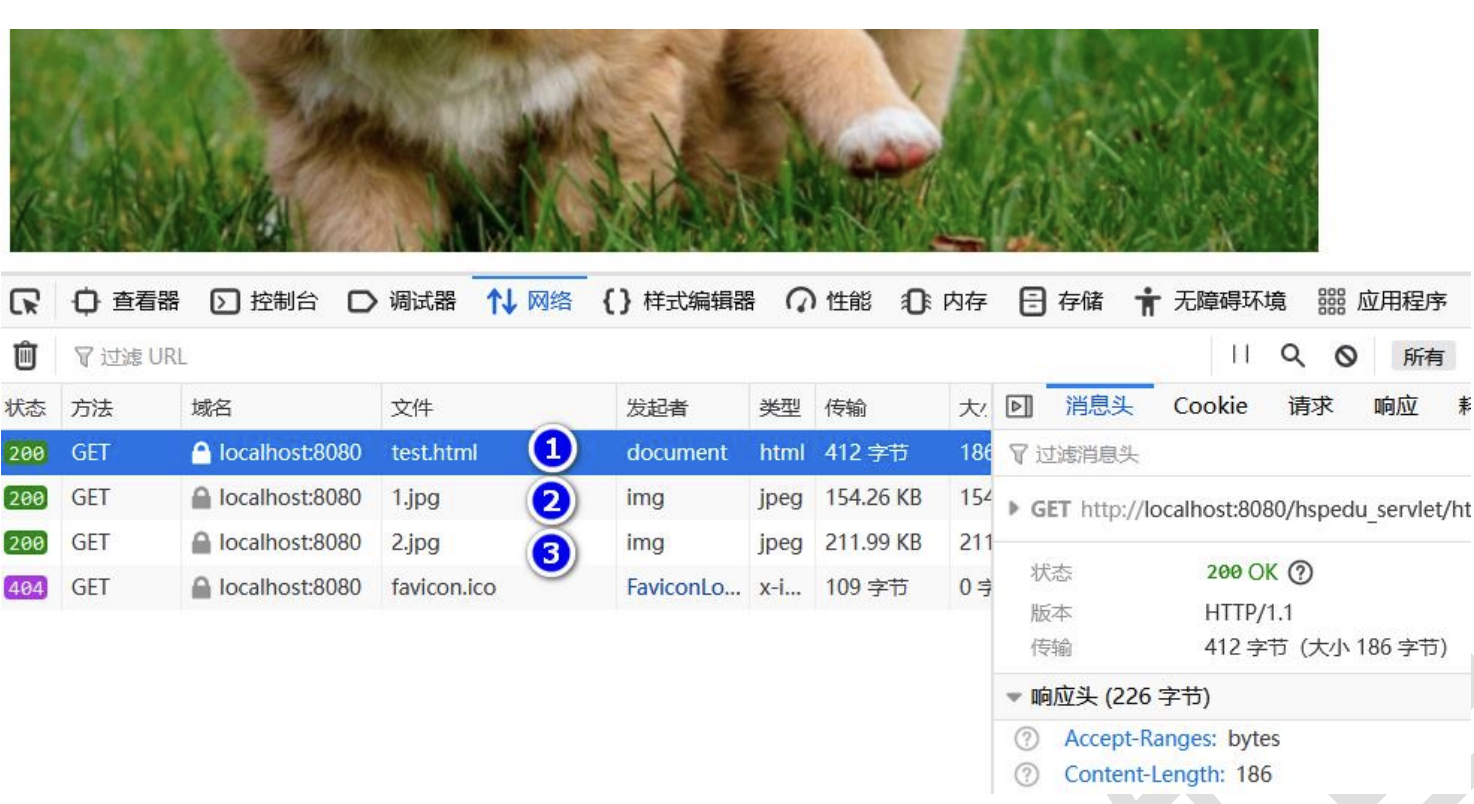 查看器 控制台 调试器 网络 样式编辑器 性能 内存 存储 无障碍环境 应用程序
过滤 URL 所有
状态 方法 域名 文件 发起者 类型 传输 消息头 Cookie 请求 响应
200 GET localhost:8080 test.html 1 document html 412 字节 186 过滤消息头
200 GET localhost:8080 1.jpg 2 img jpeg 154.26 KB 154
GET http://localhost:8080/hspedu_servlet/ht
200 GET localhost:8080 2.jpg 3 img jpeg 211.99 KB 211
404 GET localhost:8080 favicon.ico FaviconLo... x-i... 109 字节 0 字
状态 200 OK
版本 HTTP/1.1
传输 412 字节 (大小 186 字节)
响应头 (226 字节)
Accept-Ranges: bytes
Content-Length: 186